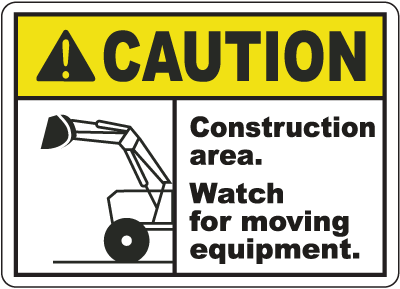 CAUTION
Construction
area.
Watch
for moving
equipment.